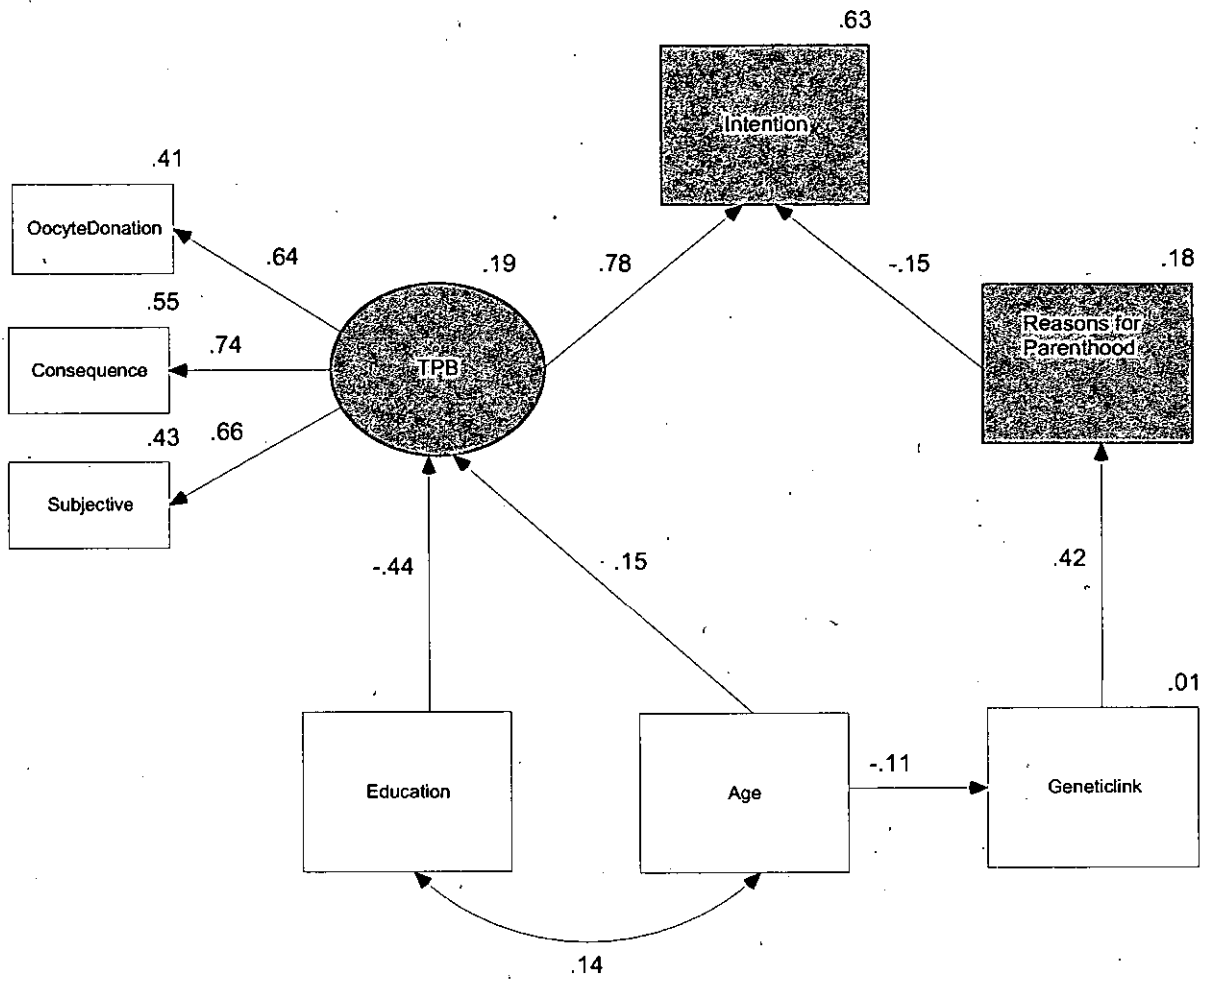 .63
Intention
.41
OocyteDonation
.64
.19
.78
-.15
.18
.55
Consequence
.74
TPB
Reasons for
Parenthood
.43
.66
Subjective
-.44
.15
.42
.01
Education
Age
-.11
Geneticlink
.14